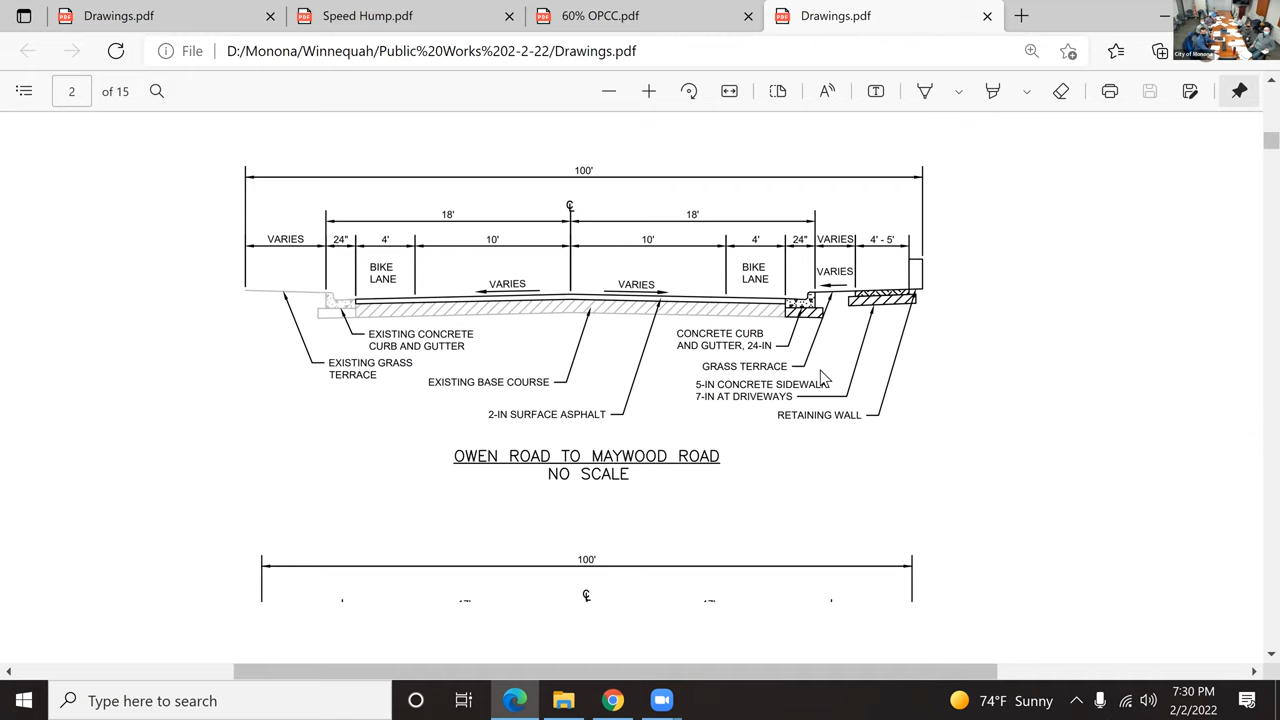 Drawings.pdf
Speed Hump.pdf
60% OPCC.pdf
Drawings.pdf
File D:/Monona/Winnequah/Public%20Works%202-2-22/Drawings.pdf
City of Monona
2 of 15
100'
18' ℄ 18'
VARIES 24" 4' 10' 10' 4' 24" VARIES 4' - 5'
BIKE LANE
BIKE LANE
VARIES
VARIES
VARIES
EXISTING CONCRETE
CURB AND GUTTER
EXISTING GRASS
TERRACE
EXISTING BASE COURSE
2-IN SURFACE ASPHALT
CONCRETE CURB
AND GUTTER, 24-IN
GRASS TERRACE
5-IN CONCRETE SIDEWALK
7-IN AT DRIVEWAYS
RETAINING WALL
OWEN ROAD TO MAYWOOD ROAD
NO SCALE
100'
℄
Type here to search
74°F Sunny
7:30 PM
2/2/2022